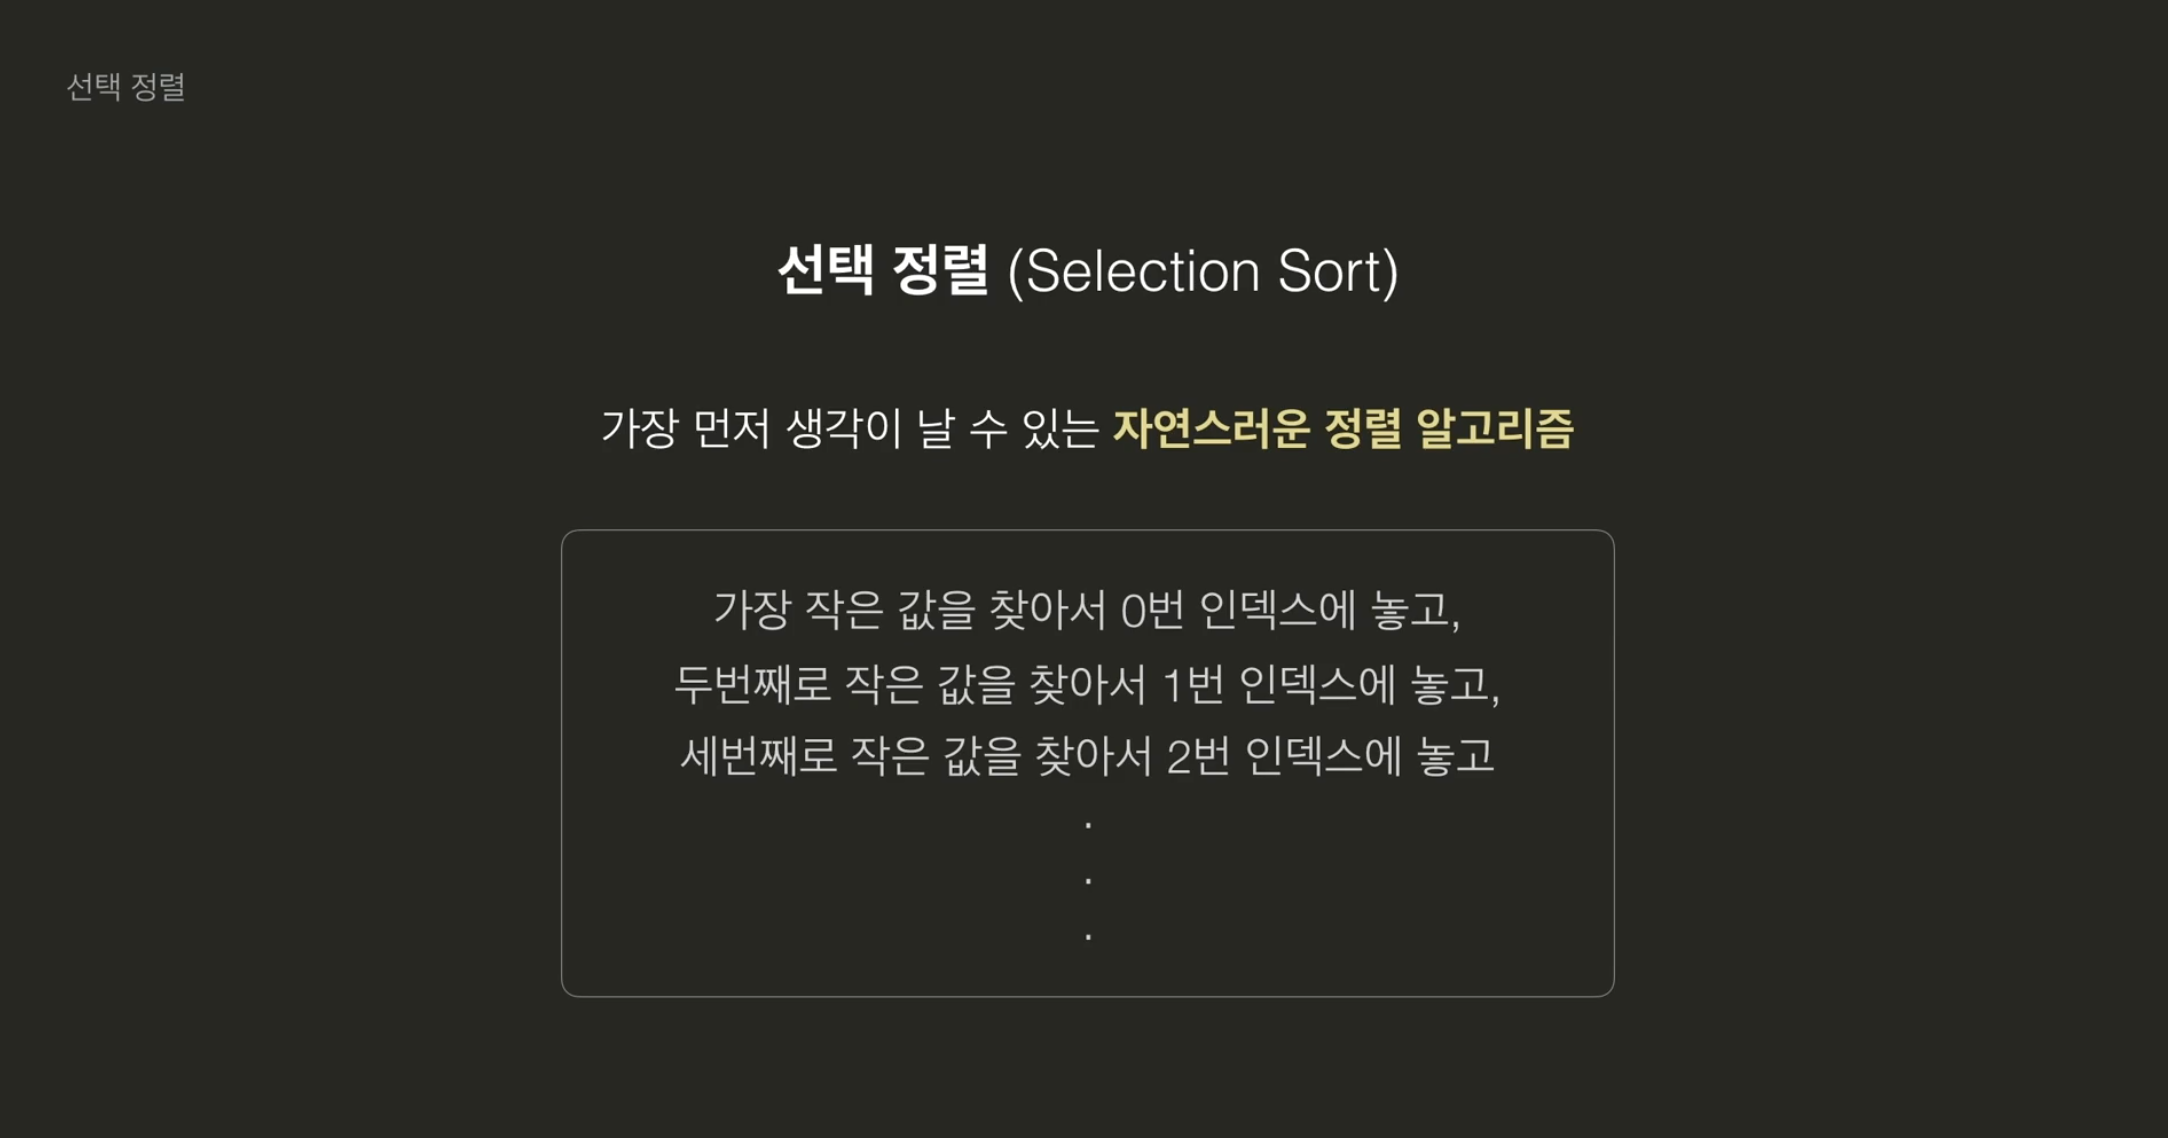 선택 정렬
선택 정렬 (Selection Sort)
가장 먼저 생각이 날 수 있는 자연스러운 정렬 알고리즘
가장 작은 값을 찾아서 0번 인덱스에 놓고,
두번째로 작은 값을 찾아서 1번 인덱스에 놓고,
세번째로 작은 값을 찾아서 2번 인덱스에 놓고
.
.
.